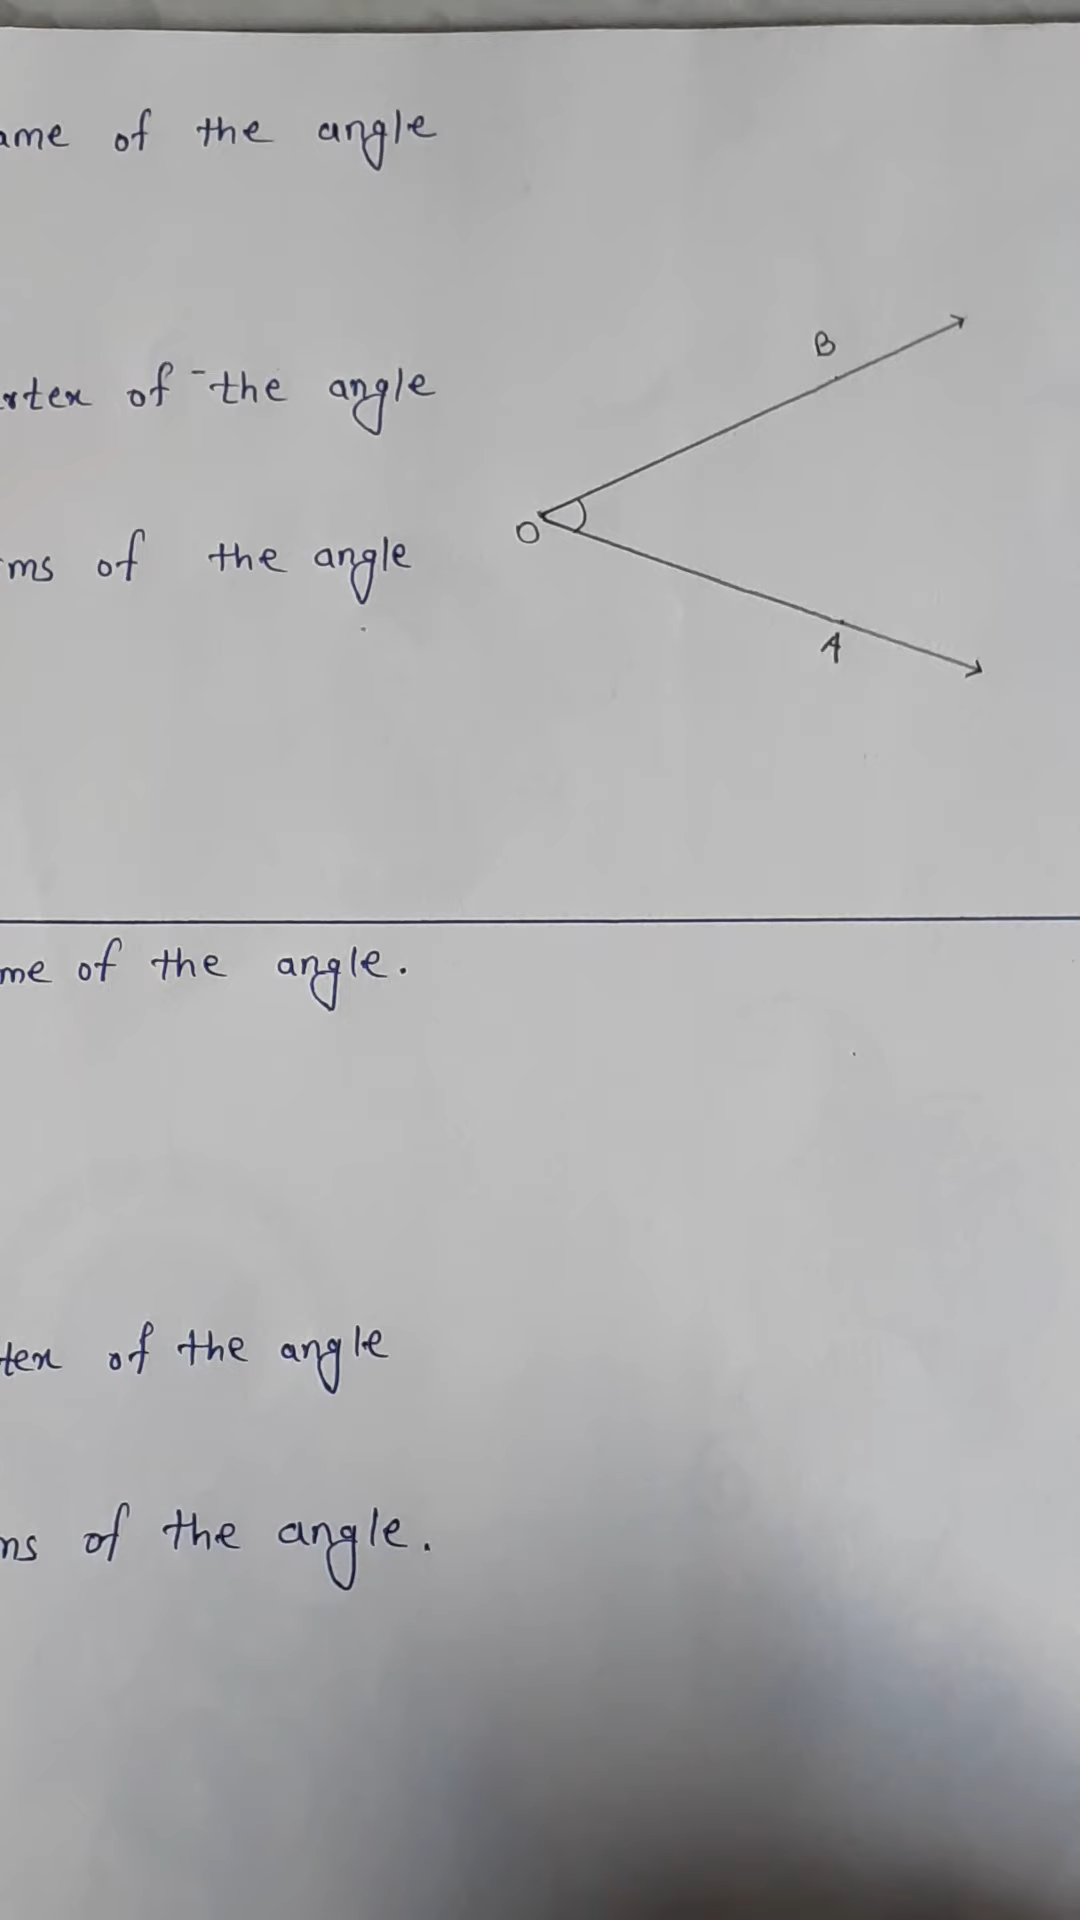 ame of the angle
B
rtex of the angle
O
ms of the angle
A
me of the angle.
tex of the angle
ms of the angle.